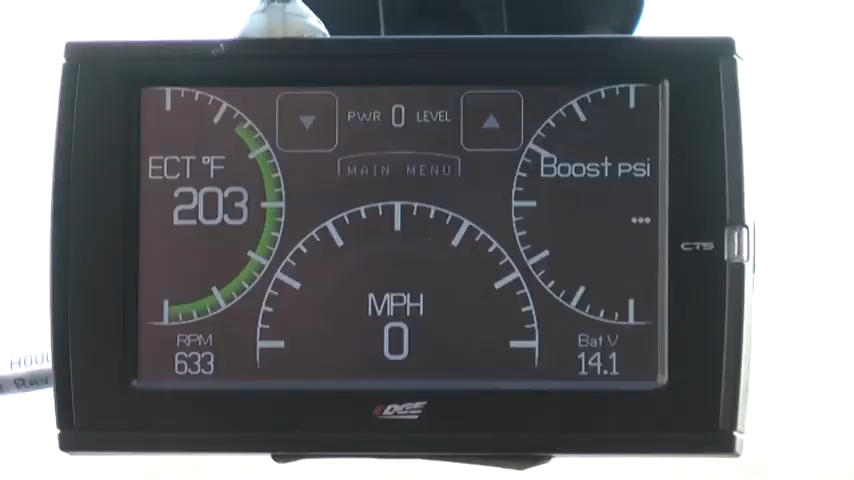 PWR 0 LEVEL
MAIN MENU
ECT °F
203
Boost PSI
...
MPH
0
RPM
633
Bat V
14.1
CTS
EDGE